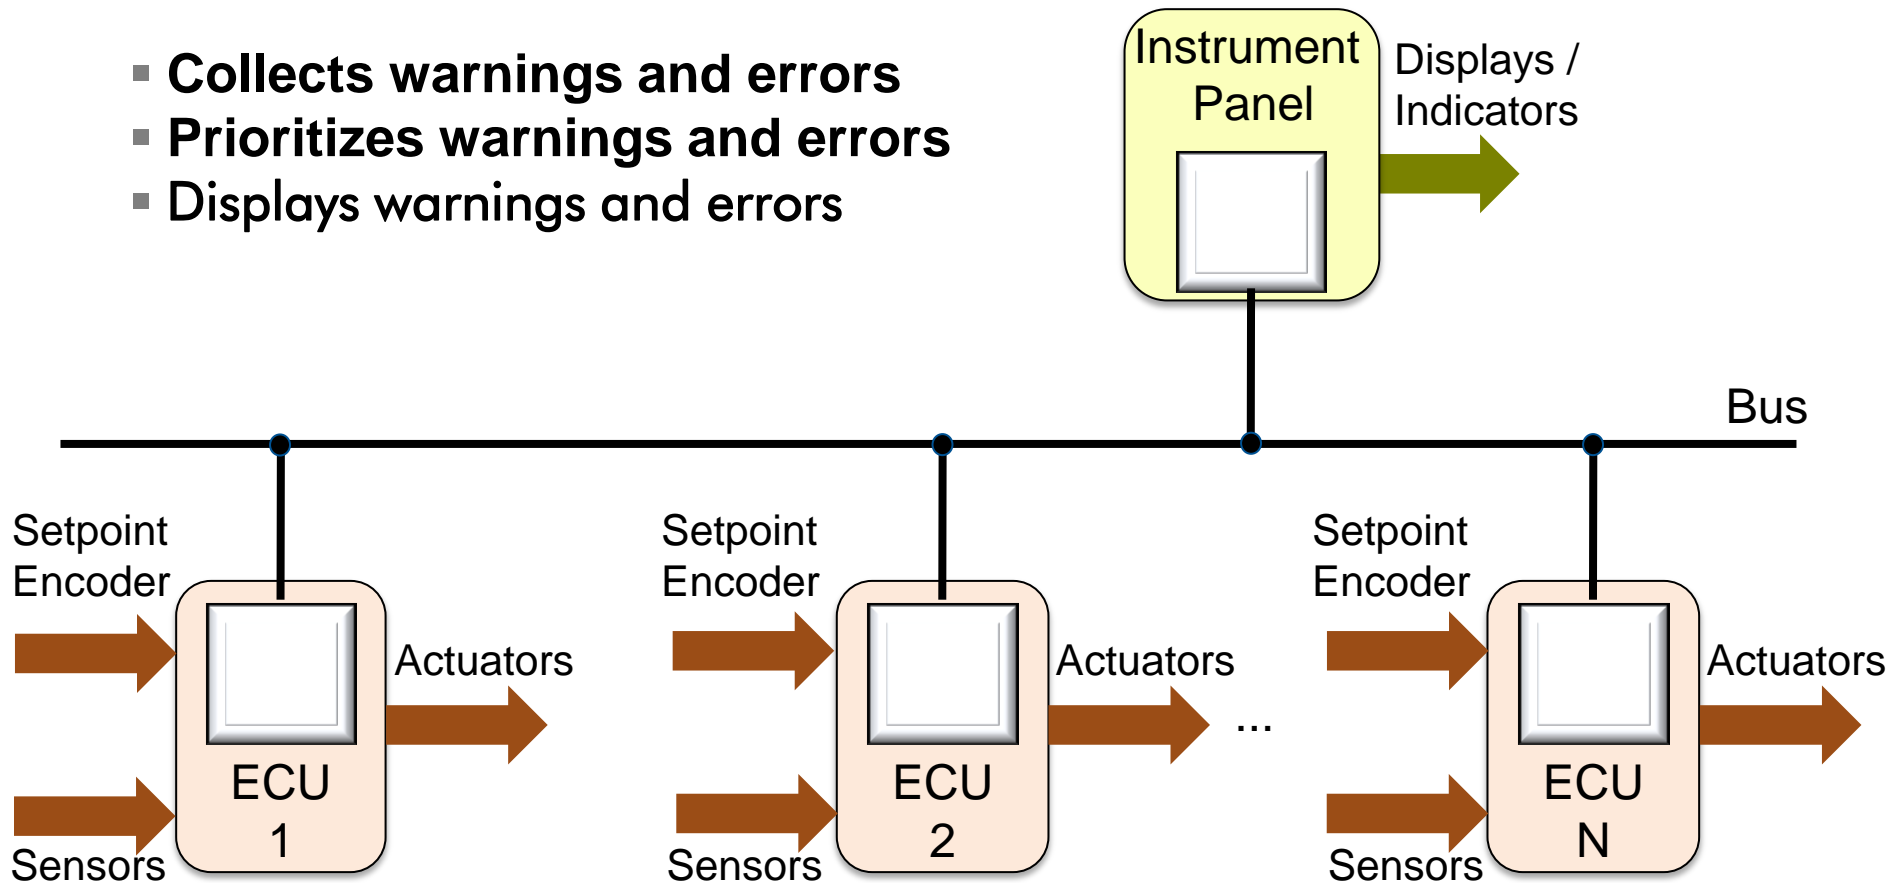 Collects warnings and errors
Prioritizes warnings and errors
Displays warnings and errors
Instrument
Panel
Displays /
Indicators
Bus
Setpoint
Encoder
Actuators
Sensors
ECU
1
Setpoint
Encoder
Actuators
Sensors
ECU
2
...
Setpoint
Encoder
Actuators
Sensors
ECU
N